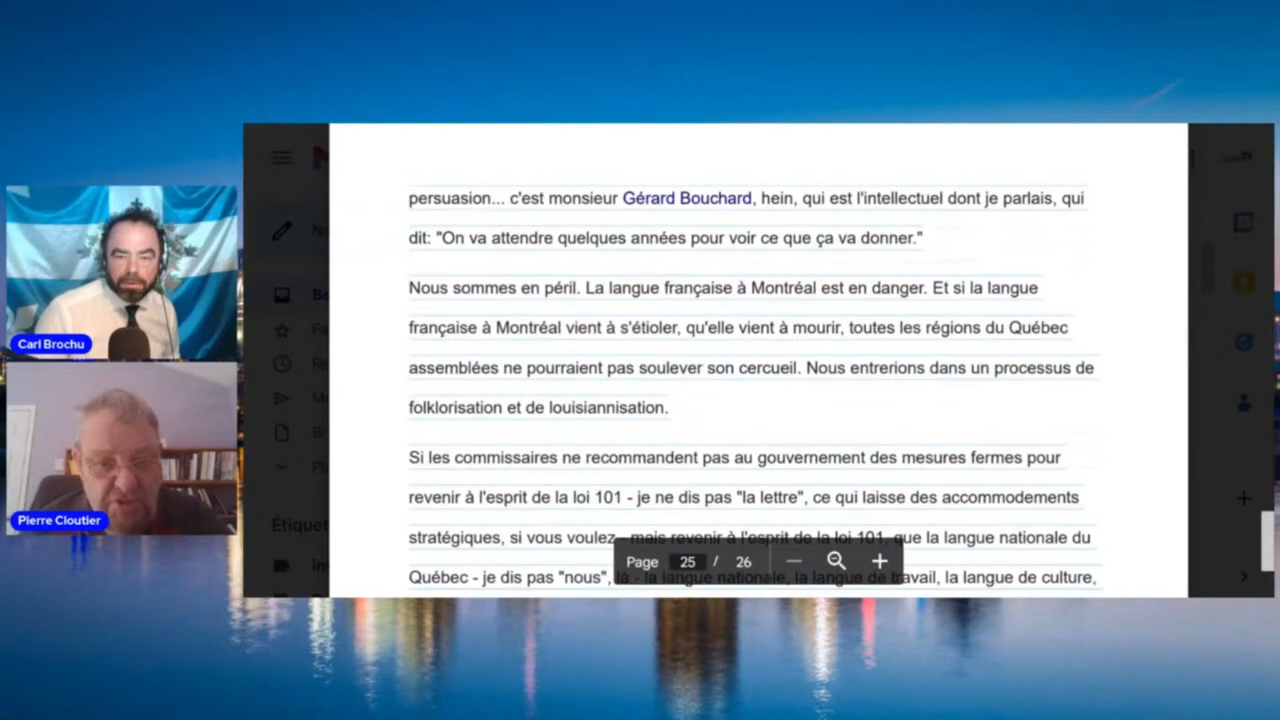 persuasion... c'est monsieur Gérard Bouchard, hein, qui est l'intellectuel dont je parlais, qui
dit: "On va attendre quelques années pour voir ce que ça va donner."
Nous sommes en péril. La langue française à Montréal est en danger. Et si la langue
française à Montréal vient à s'étioler, qu'elle vient à mourir, toutes les régions du Québec
assemblées ne pourraient pas soulever son cercueil. Nous entrerions dans un processus de
folklorisation et de louisiannisation.
Si les commissaires ne recommandent pas au gouvernement des mesures fermes pour
revenir à l'esprit de la loi 101 - je ne dis pas "la lettre", ce qui laisse des accommodements
stratégiques, si vous voulez - mais revenir à l'esprit de la loi 101, que la langue nationale du
Québec - je dis pas "nous", là - la langue nationale, la langue de travail, la langue de culture,
Page 25 / 26
Carl Brochu
Pierre Cloutier
Étiquet